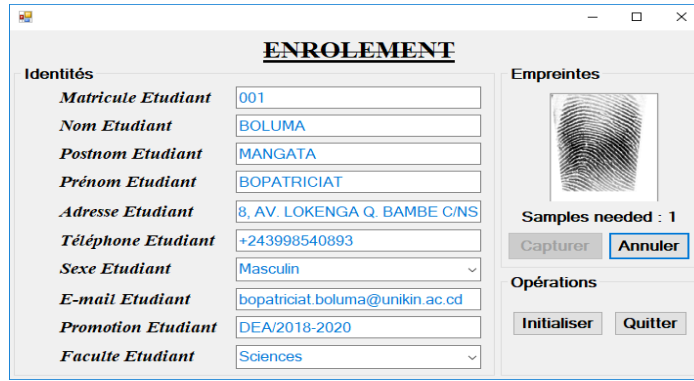 ENROLEMENT
Identités
Matricule Etudiant 001
Nom Etudiant BOLUMA
Postnom Etudiant MANGATA
Prénom Etudiant BOPATRICIAT
Adresse Etudiant 8, AV. LOKENGA Q. BAMBE C/NS
Téléphone Etudiant +243998540893
Sexe Etudiant Masculin
E-mail Etudiant bopatriciat.boluma@unikin.ac.cd
Promotion Etudiant DEA/2018-2020
Faculte Etudiant Sciences
Empreintes
Samples needed : 1
Capturer Annuler
Opérations
Initialiser Quitter